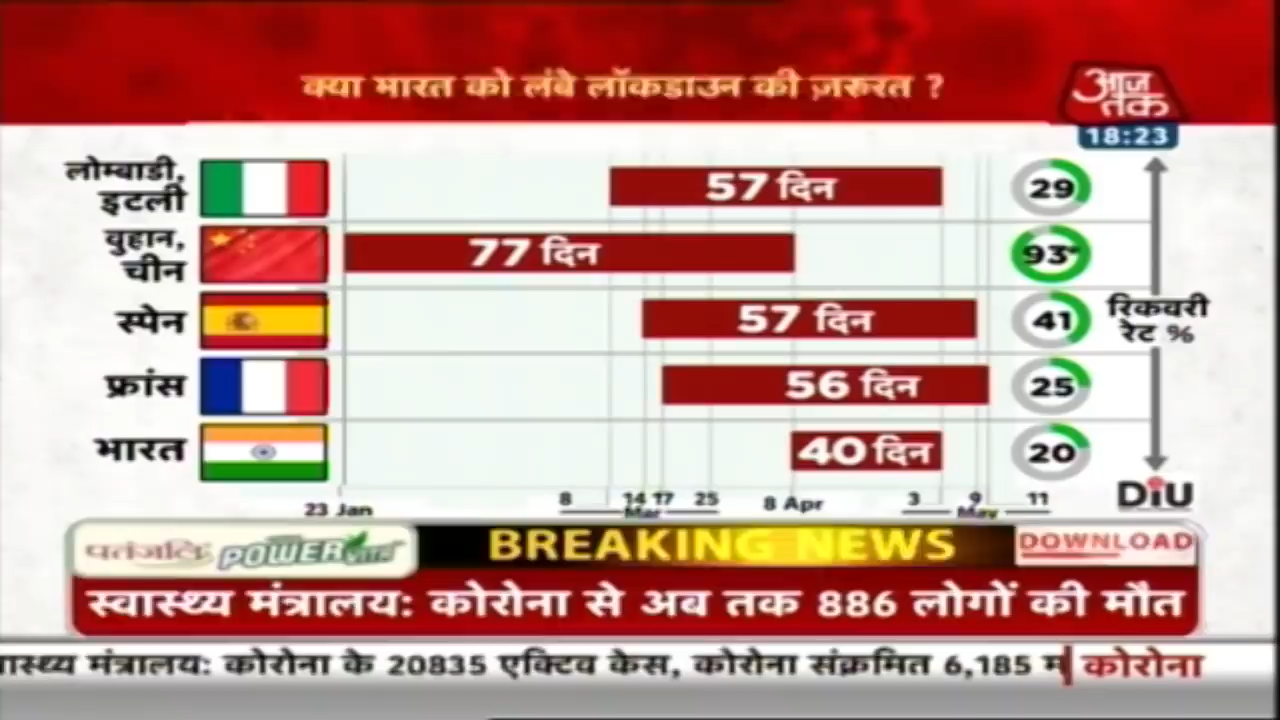 क्या भारत को लंबे लॉकडाउन की ज़रुरत ?
आज
तक
18:23
लोम्बाडी,
इटली
57 दिन
29
वुहान,
चीन
77 दिन
93*
स्पेन
57 दिन
41
रिकवरी
रेट %
फ्रांस
56 दिन
25
भारत
40 दिन
20
23 Jan
8 14 17 25
Mar
8 Apr
3 9 11
May
DiU
पतंजलि POWER
BREAKING NEWS
DOWNLOAD
स्वास्थ्य मंत्रालय: कोरोना से अब तक 886 लोगों की मौत
ास्थ्य मंत्रालय: कोरोना के 20835 एक्टिव केस, कोरोना संक्रमित 6,185 म
कोरोना